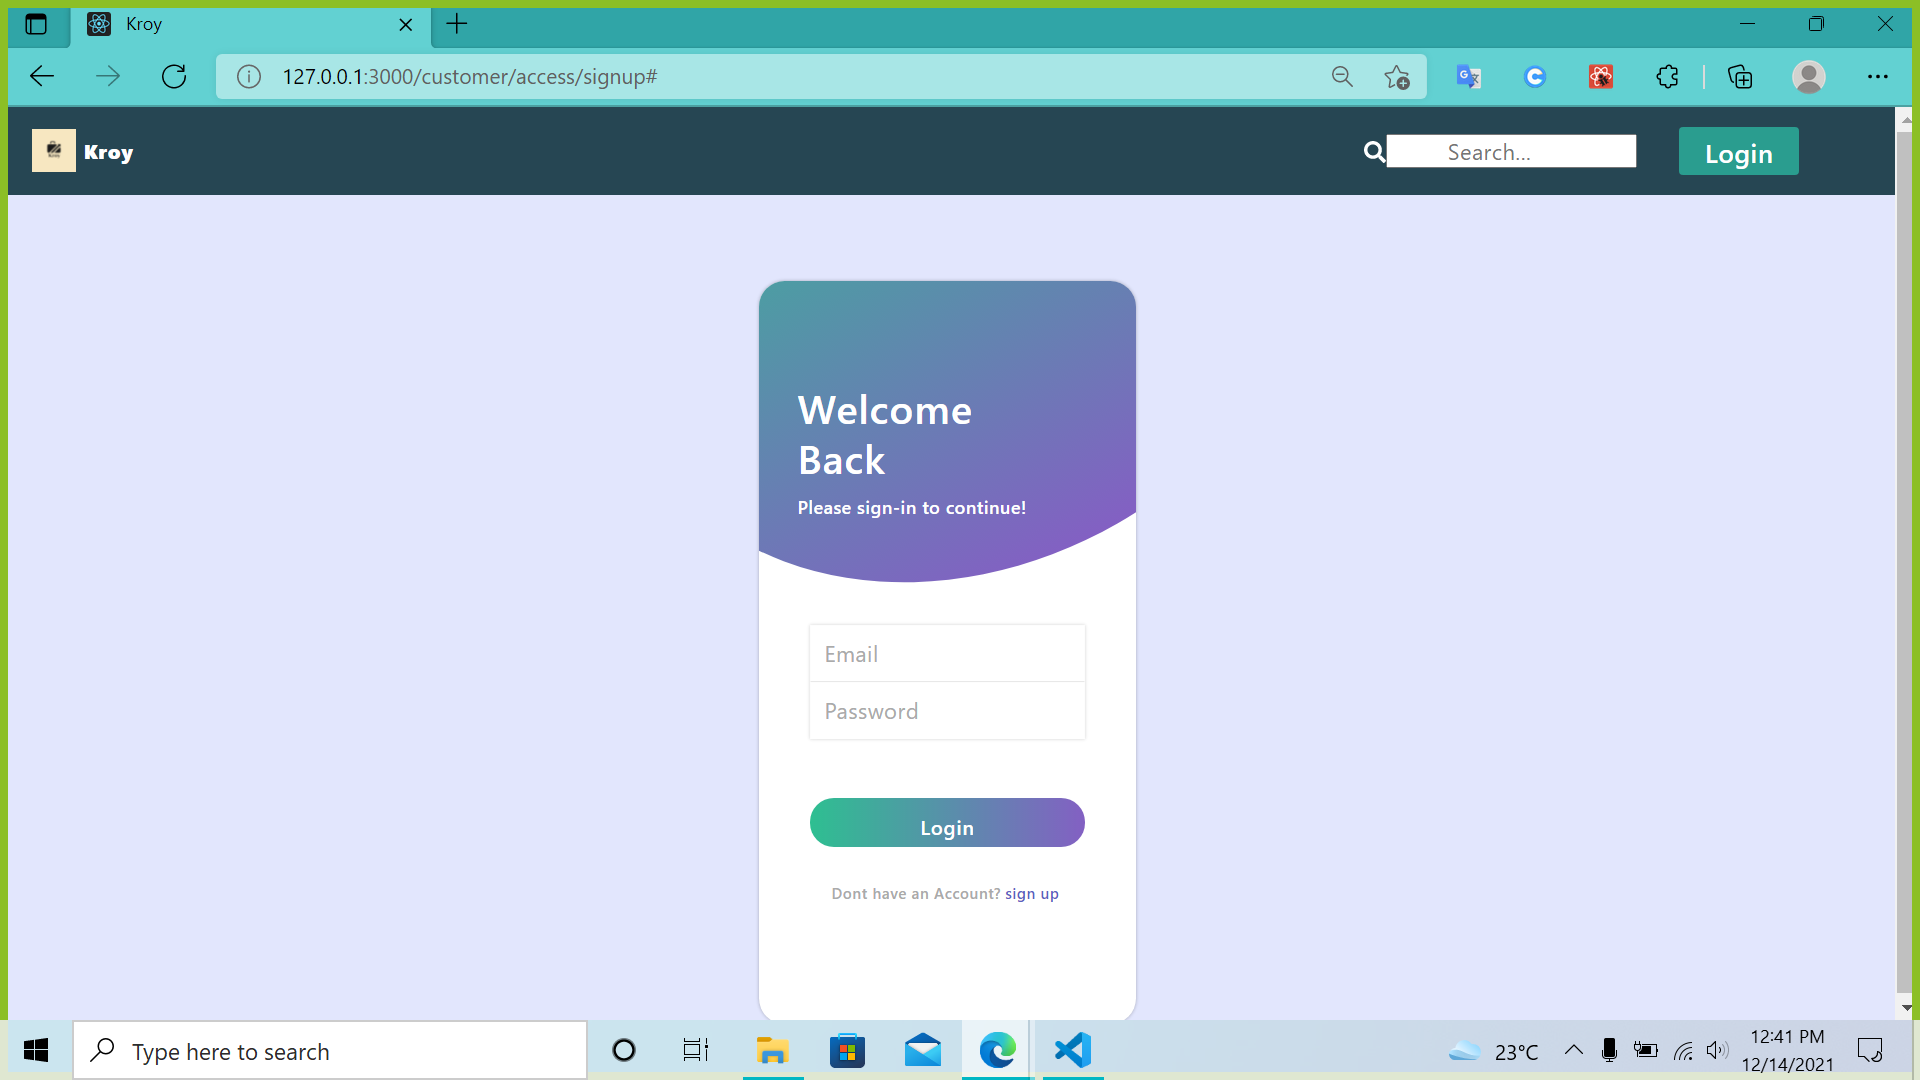 Kroy
127.0.0.1:3000/customer/access/signup#
Kroy
Search...
Login
Welcome
Back
Please sign-in to continue!
Email
Password
Login
Dont have an Account? sign up
Type here to search
23°C
12:41 PM
12/14/2021